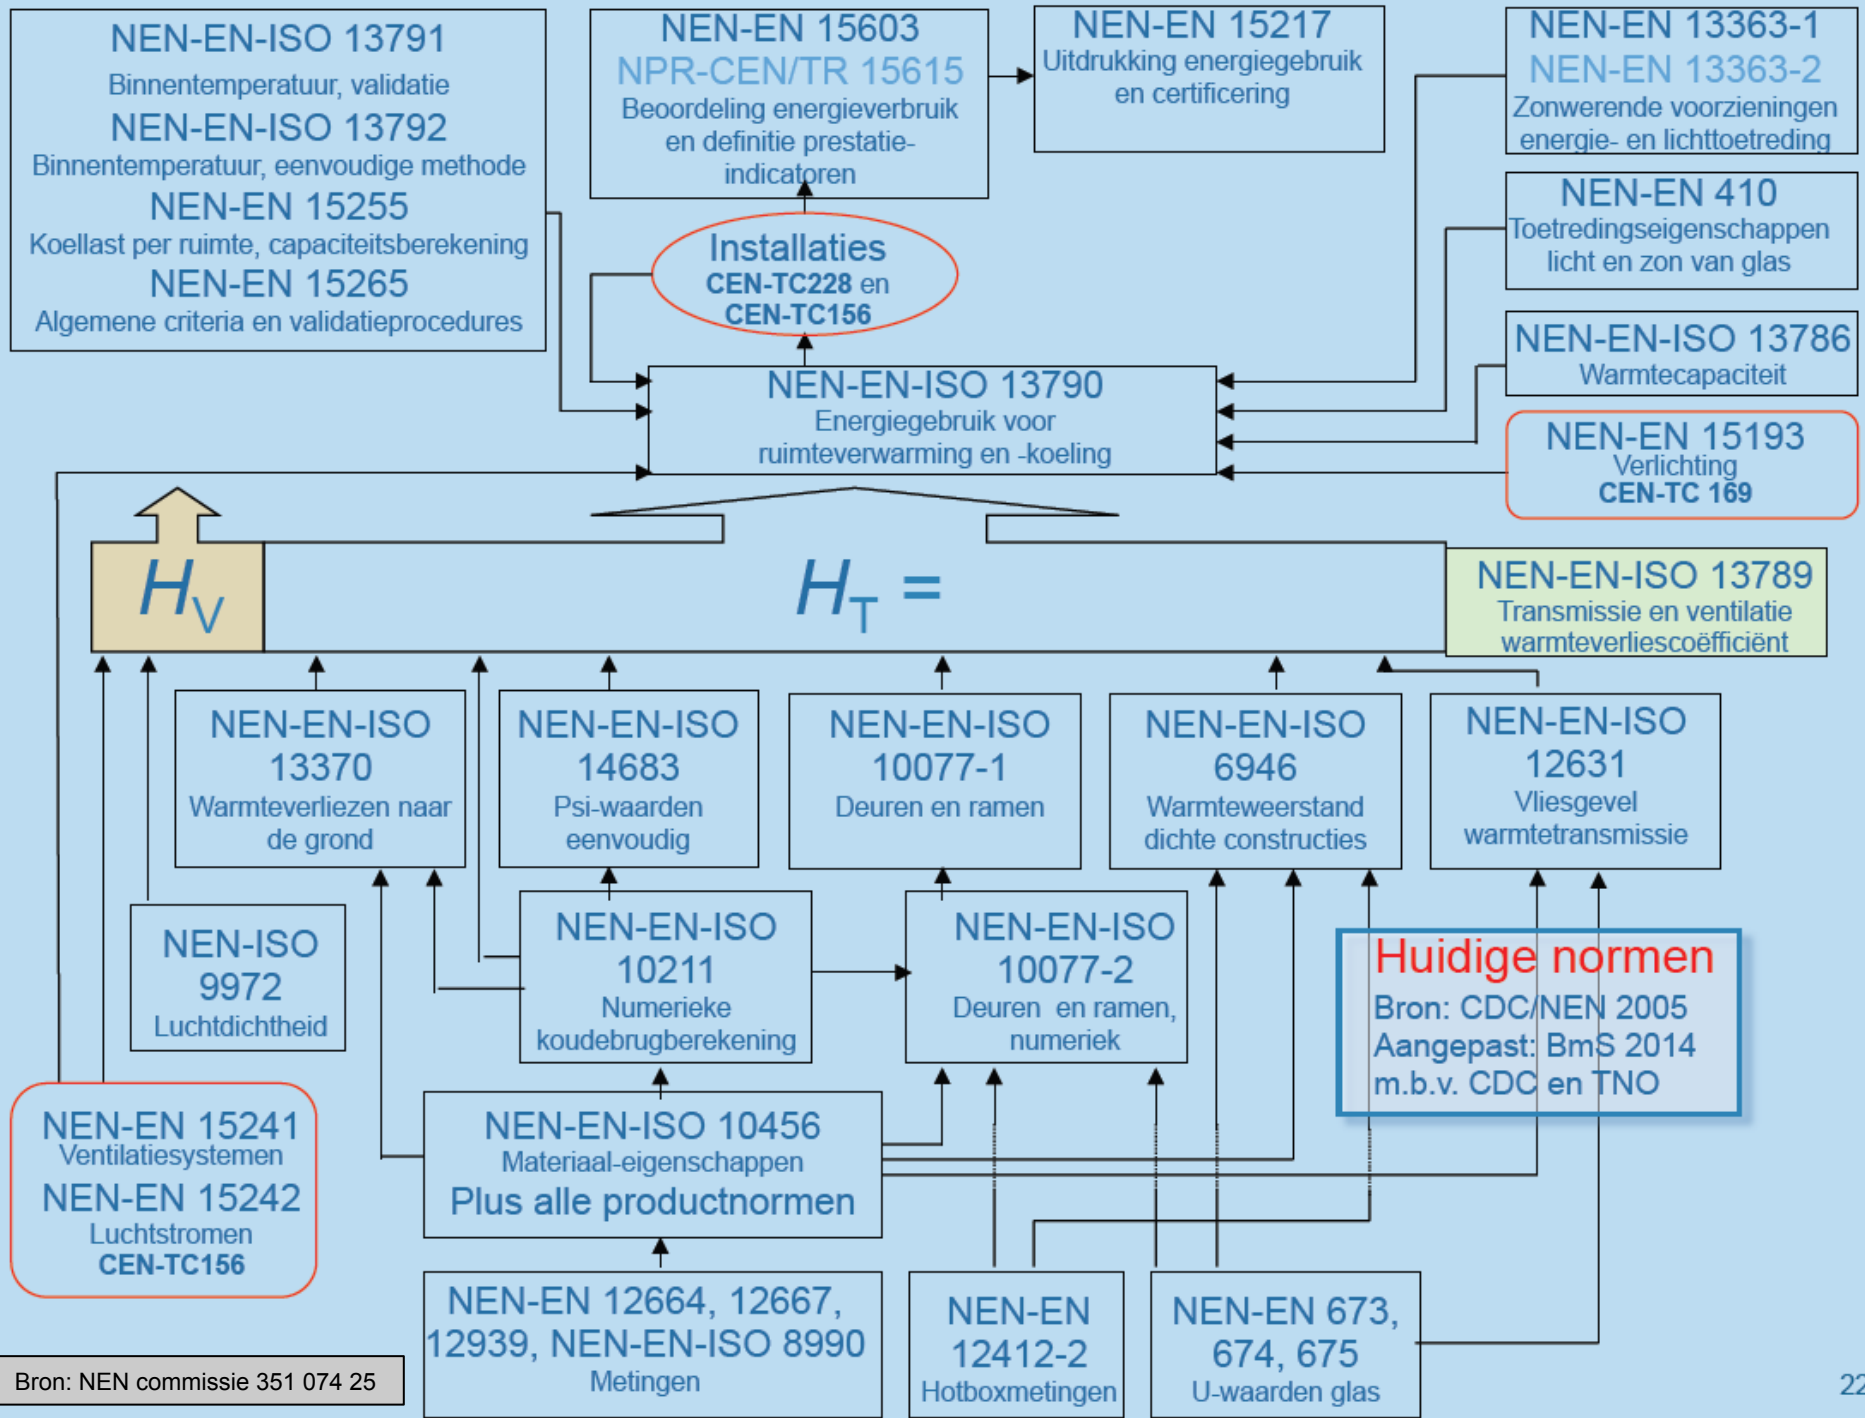 NEN-EN-ISO 13791
Binnentemperatuur, validatie
NEN-EN-ISO 13792
Binnentemperatuur, eenvoudige methode
NEN-EN 15255
Koellast per ruimte, capaciteitsberekening
NEN-EN 15265
Algemene criteria en validatieprocedures
NEN-EN 15603
NPR-CEN/TR 15615
Beoordeling energieverbruik
en definitie prestatie-
indicatoren
NEN-EN 15217
Uitdrukking energiegebruik
en certificering
NEN-EN 13363-1
NEN-EN 13363-2
Zonwerende voorzieningen
energie- en lichttoetreding
NEN-EN 410
Toetredingseigenschappen
licht en zon van glas
Installaties
CEN-TC228 en
CEN-TC156
NEN-EN-ISO 13786
Warmtecapaciteit
NEN-EN-ISO 13790
Energiegebruik voor
ruimteverwarming en -koeling
NEN-EN 15193
Verlichting
CEN-TC 169
HV
HT =
NEN-EN-ISO 13789
Transmissie en ventilatie
warmteverliescoëfficiënt
NEN-EN-ISO
13370
Warmteverliezen naar
de grond
NEN-EN-ISO
14683
Psi-waarden
eenvoudig
NEN-EN-ISO
10077-1
Deuren en ramen
NEN-EN-ISO
6946
Warmteweerstand
dichte constructies
NEN-EN-ISO
12631
Vliesgevel
warmtetransmissie
NEN-ISO
9972
Luchtdichtheid
NEN-EN-ISO
10211
Numerieke
koudebrugberekening
NEN-EN-ISO
10077-2
Deuren en ramen,
numeriek
Huidige normen
Bron: CDC/NEN 2005
Aangepast: BmS 2014
m.b.v. CDC en TNO
NEN-EN 15241
Ventilatiesystemen
NEN-EN 15242
Luchtstromen
CEN-TC156
NEN-EN-ISO 10456
Materiaal-eigenschappen
Plus alle productnormen
NEN-EN 12664, 12667,
12939, NEN-EN-ISO 8990
Metingen
NEN-EN
12412-2
Hotboxmetingen
NEN-EN 673,
674, 675
U-waarden glas
Bron: NEN commissie 351 074 25
22